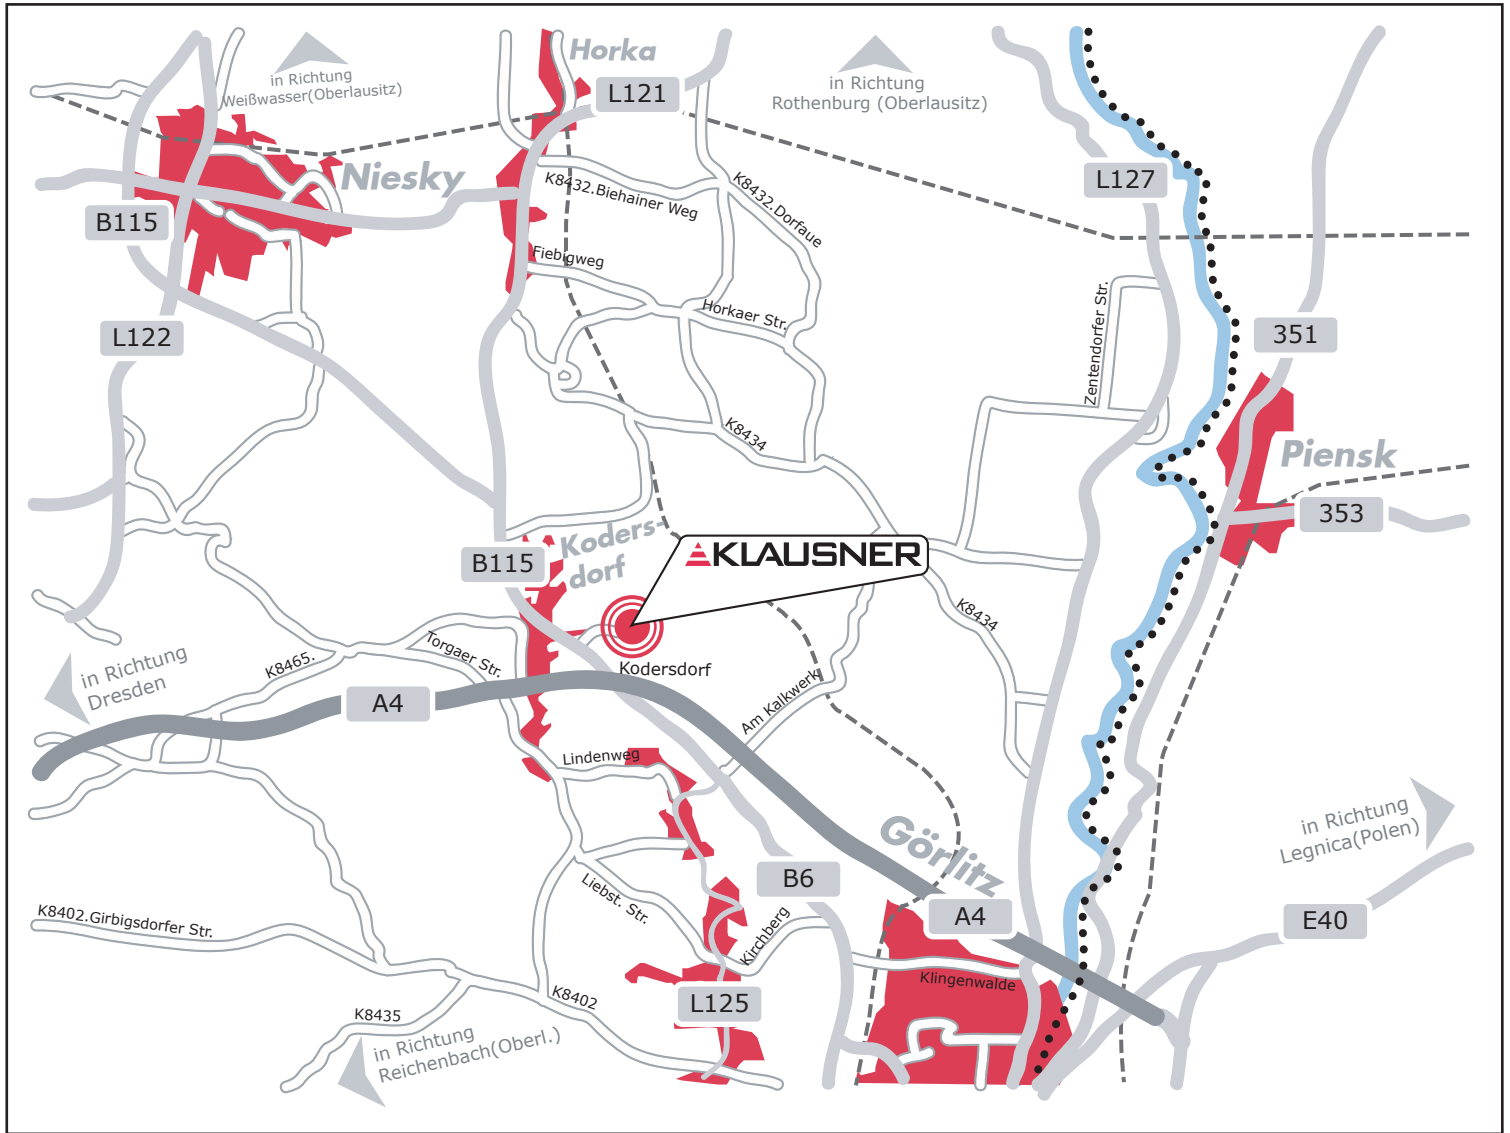 Horka
in Richtung
Weißwasser(Oberlausitz)
L121
in Richtung
Rothenburg (Oberlausitz)
Niesky
K8432.Biehainer Weg
K8432.Dorfaue
L127
B115
Fiebigweg
Horkaer Str.
Zentendorfer Str.
L122
351
K8434
Piensk
353
Koders-
dorf
B115
KLAUSNER
K8434
Torgaer Str.
K8465.
Kodersdorf
in Richtung
Dresden
A4
Am Kalkwerk
Lindenweg
in Richtung
Legnica(Polen)
Görlitz
B6
Liebst. Str.
K8402.Girbigsdorfer Str.
A4
E40
Kirchberg
Klingenwalde
L125
K8402
K8435
in Richtung
Reichenbach(Oberl.)